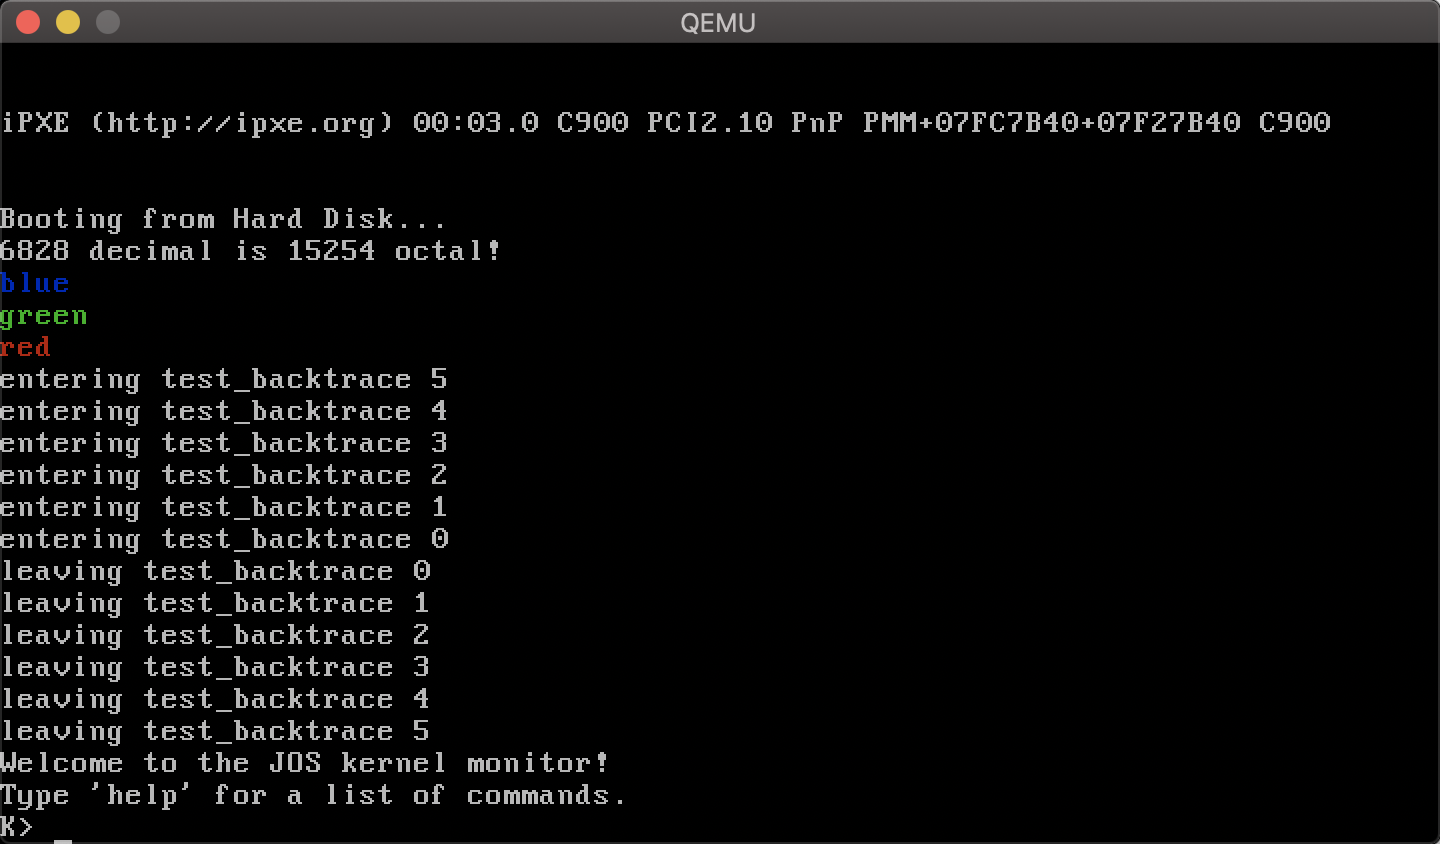 QEMU
iPXE (http://ipxe.org) 00:03.0 C900 PCI2.10 PnP PMM+07FC7B40+07F27B40 C900
Booting from Hard Disk...
6828 decimal is 15254 octal!
blue
green
red
entering test_backtrace 5
entering test_backtrace 4
entering test_backtrace 3
entering test_backtrace 2
entering test_backtrace 1
entering test_backtrace 0
leaving test_backtrace 0
leaving test_backtrace 1
leaving test_backtrace 2
leaving test_backtrace 3
leaving test_backtrace 4
leaving test_backtrace 5
Welcome to the JOS kernel monitor!
Type 'help' for a list of commands.
K>